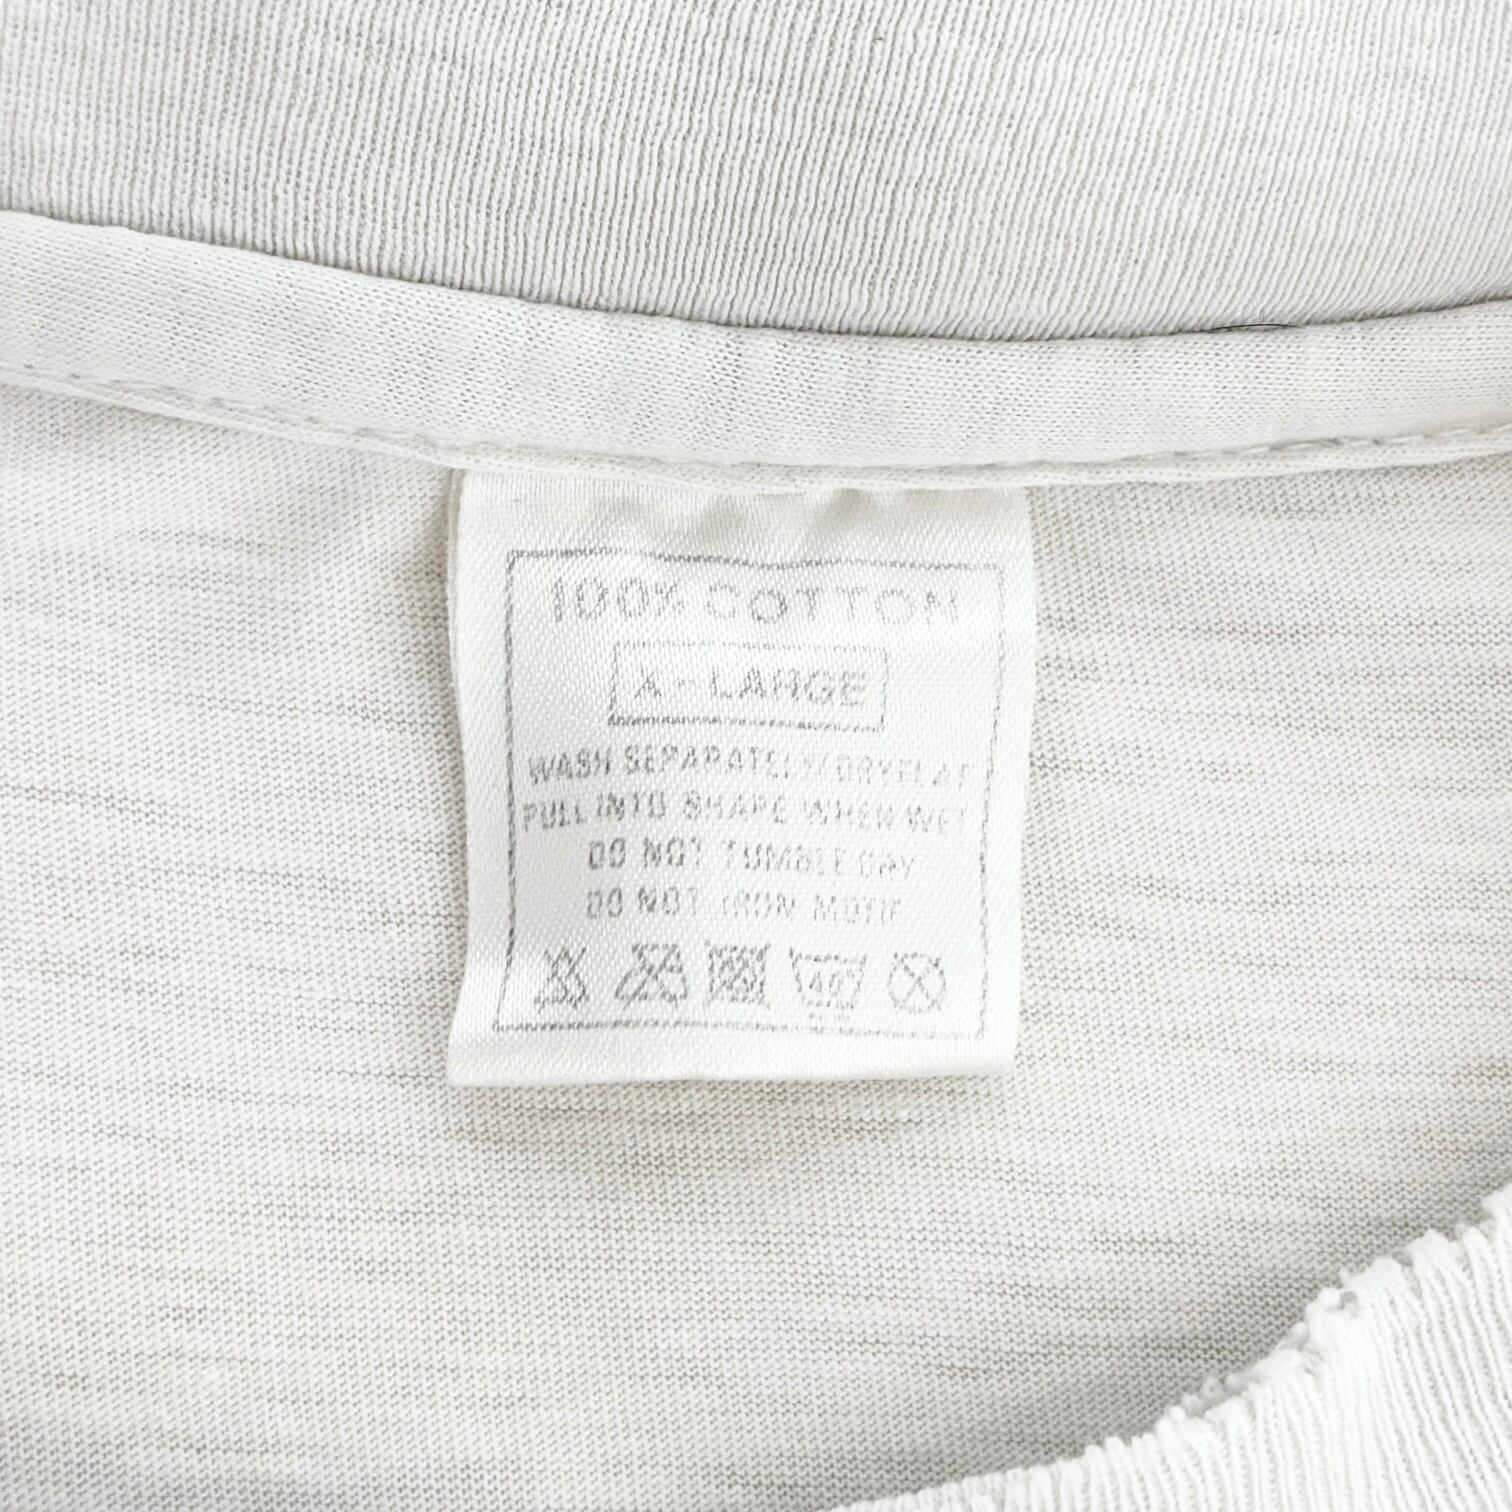 100% COTTON
X-LARGE
WASH SEPARATELY/DRY FLAT
PULL INTO SHAPE WHEN WET
DO NOT TUMBLE DRY
DO NOT IRON MOTIF
40